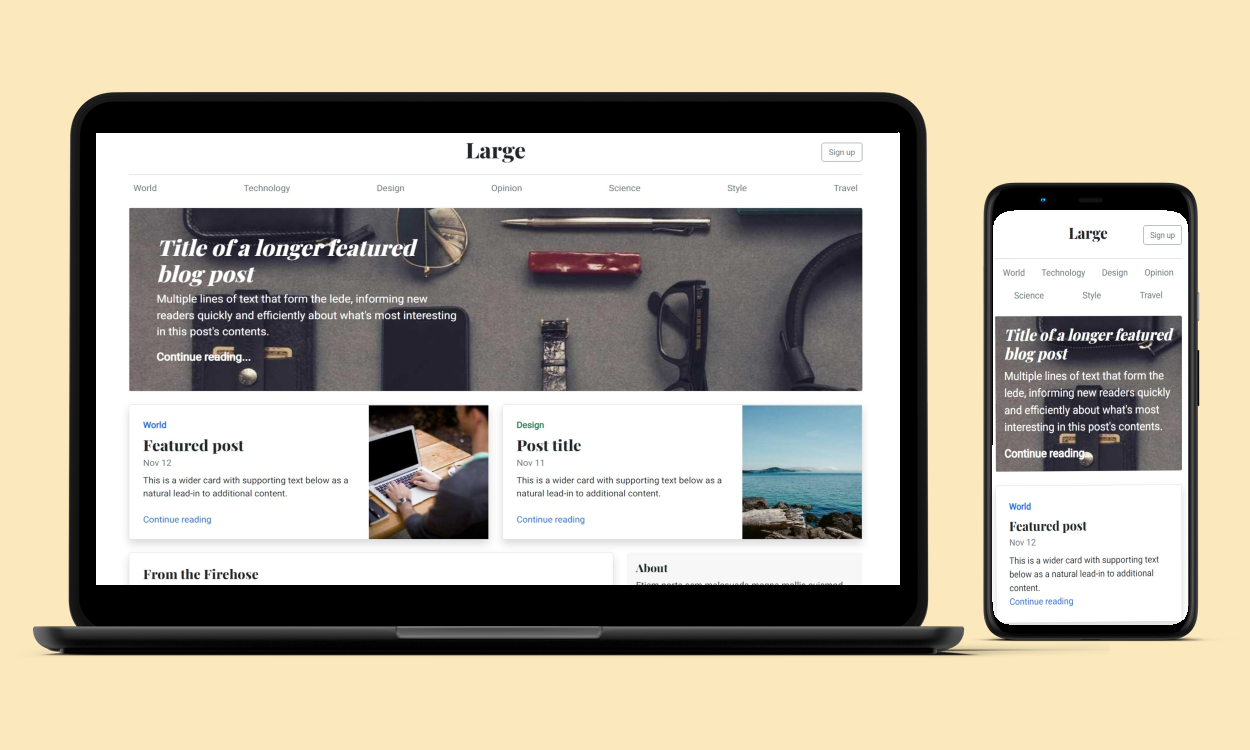 Large
Sign up
World Technology Design Opinion Science Style Travel
Title of a longer featured
blog post
Multiple lines of text that form the lede, informing new
readers quickly and efficiently about what's most interesting
in this post's contents.
Continue reading...
World
Featured post
Nov 12
This is a wider card with supporting text below as a
natural lead-in to additional content.
Continue reading
Design
Post title
Nov 11
This is a wider card with supporting text below as a
natural lead-in to additional content.
Continue reading
From the Firehose
About
Etiam porta sem malesuada magna mollis euismod.
Large
Sign up
World Technology Design Opinion
Science Style Travel
Title of a longer featured
blog post
Multiple lines of text that form the
lede, informing new readers quickly
and efficiently about what's most
interesting in this post's contents.
Continue reading...
World
Featured post
Nov 12
This is a wider card with supporting text
below as a natural lead-in to additional
content.
Continue reading